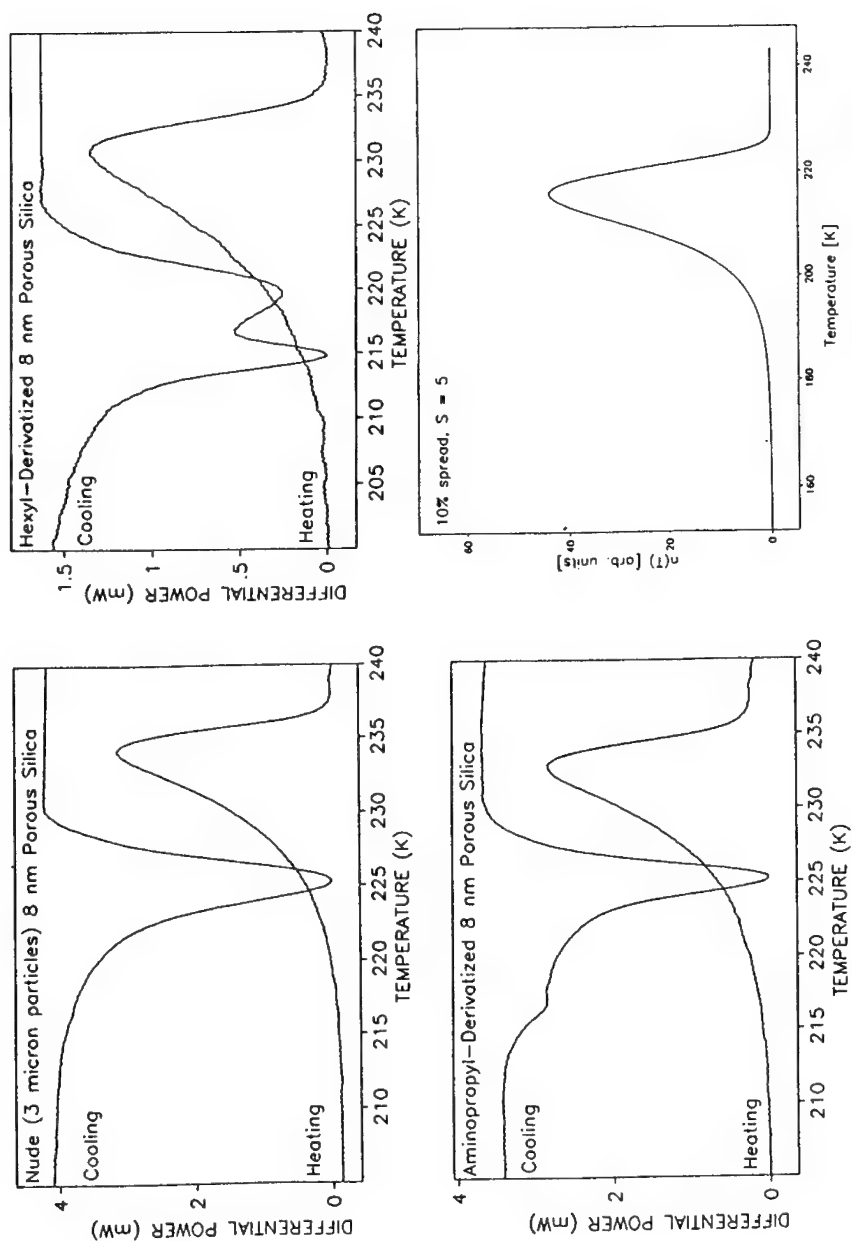 Nude (3 micron particles) 8 nm Porous Silica
Cooling
Heating
4
2
0
DIFFERENTIAL POWER (mW)
210
215
220
225
230
235
240
TEMPERATURE (K)
Hexyl-Derivatized 8 nm Porous Silica
Cooling
Heating
1.5
1
.5
0
DIFFERENTIAL POWER (mW)
205
210
215
220
225
230
235
240
TEMPERATURE (K)
Aminopropyl-Derivatized 8 nm Porous Silica
Cooling
Heating
4
2
0
DIFFERENTIAL POWER (mW)
210
215
220
225
230
235
240
TEMPERATURE (K)
10% spread, S = 5
60
40
20
0
n(T) [arb. units]
160
180
200
220
240
Temperature [K]